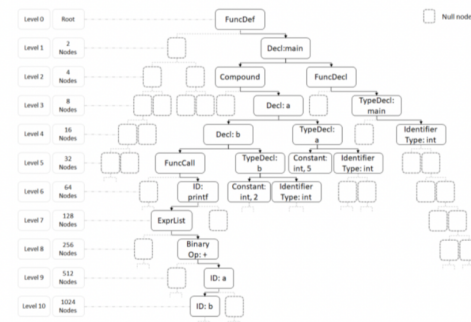 Level 0 Root FuncDef Null node
Level 1 2 Nodes Decl:main
Level 2 4 Nodes Compound FuncDecl
Level 3 8 Nodes Decl: a TypeDecl: main
Level 4 16 Nodes Decl: b TypeDecl: a Identifier Type: int
Level 5 32 Nodes FuncCall TypeDecl: b Constant: int, 5 Identifier Type: int
Level 6 64 Nodes ID: printf Constant: int, 2 Identifier Type: int
Level 7 128 Nodes ExprList
Level 8 256 Nodes Binary Op: +
Level 9 512 Nodes ID: a
Level 10 1024 Nodes ID: b